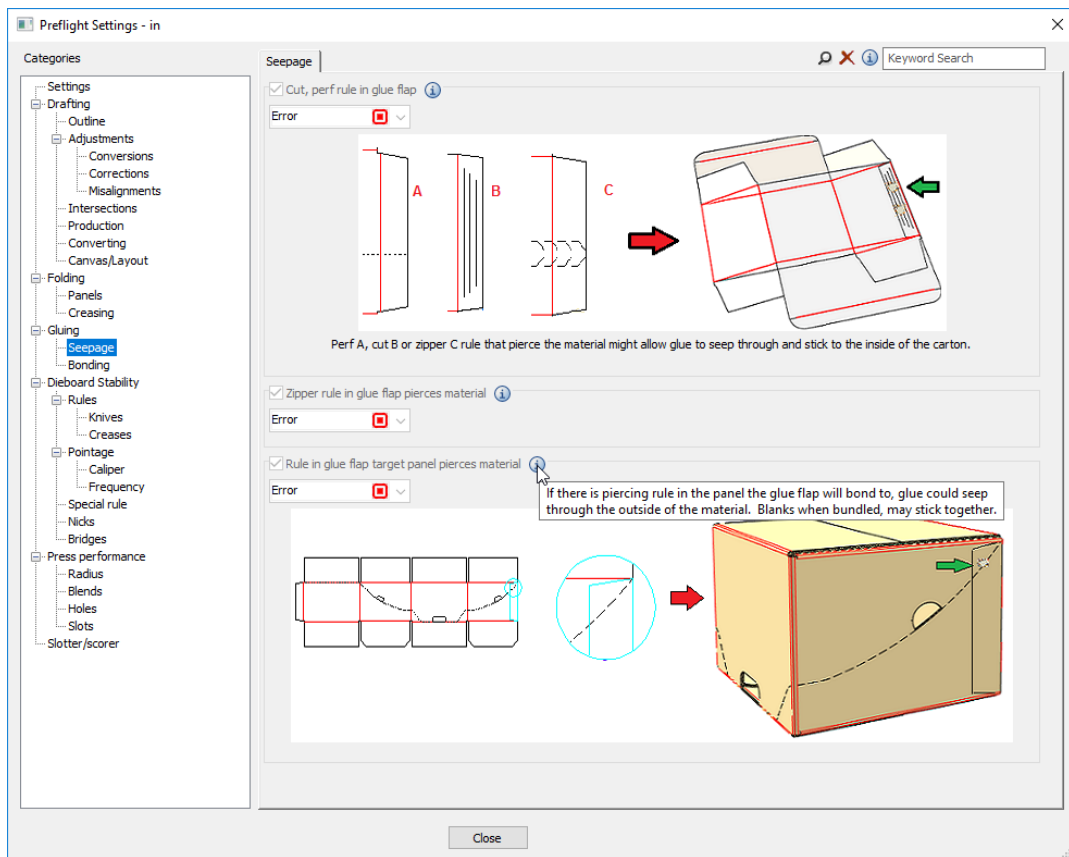 Preflight Settings - in
Categories
Settings
Drafting
Outline
Adjustments
Conversions
Corrections
Misalignments
Intersections
Production
Converting
Canvas/Layout
Folding
Panels
Creasing
Gluing
Seepage
Bonding
Dieboard Stability
Rules
Knives
Creases
Pointage
Caliper
Frequency
Special rule
Nicks
Bridges
Press performance
Radius
Blends
Holes
Slots
Slotter/scorer
Seepage
Keyword Search
Cut, perf rule in glue flap
Error
A
B
C
Perf A, cut B or zipper C rule that pierce the material might allow glue to seep through and stick to the inside of the carton.
Zipper rule in glue flap pierces material
Error
Rule in glue flap target panel pierces material
Error
If there is piercing rule in the panel the glue flap will bond to, glue could seep
through the outside of the material.  Blanks when bundled, may stick together.
Close